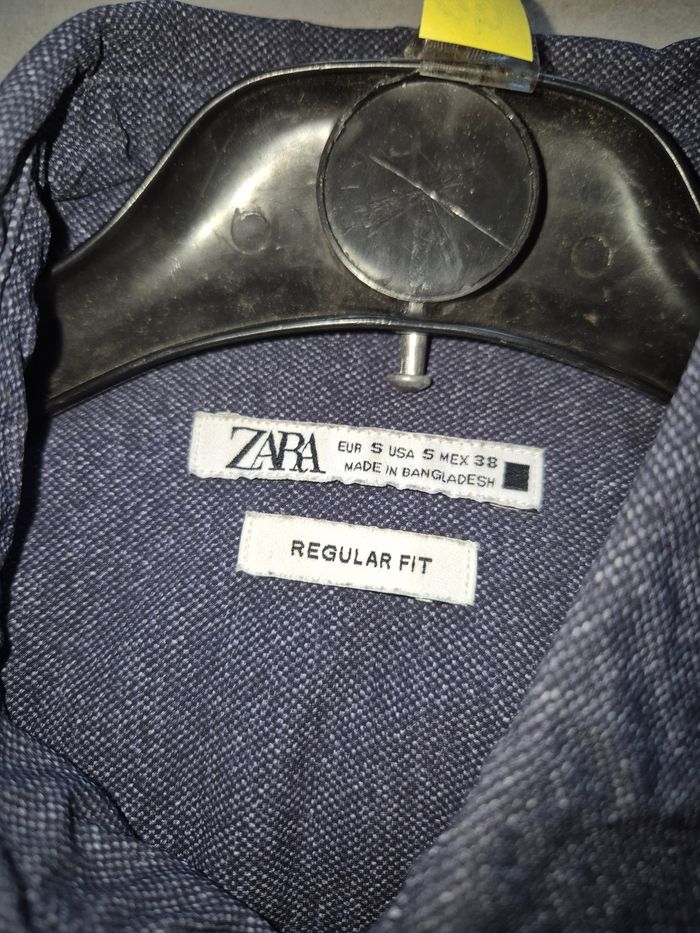 ZARA
EUR S USA S MEX 38
MADE IN BANGLADESH
REGULAR FIT